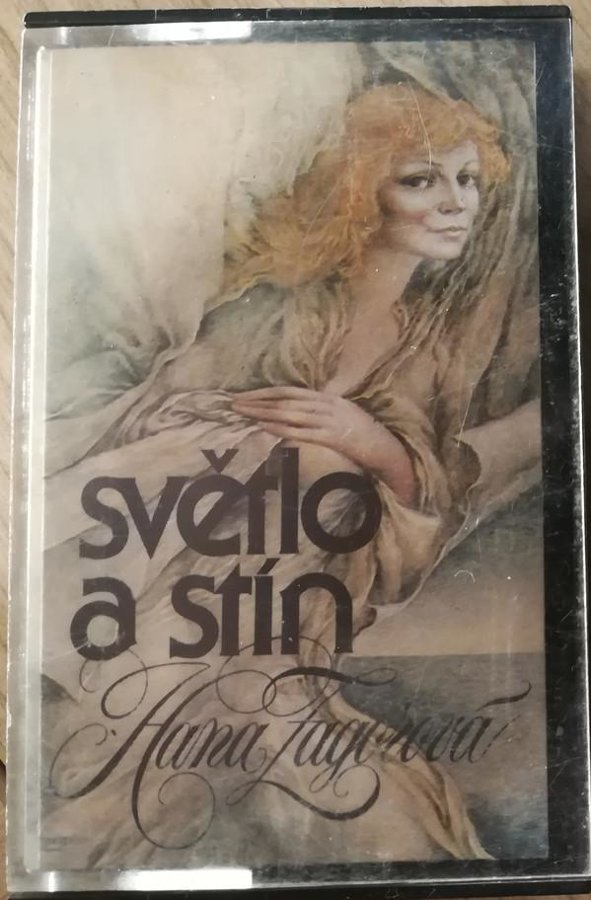 světlo
a stín
Hana Zagorová